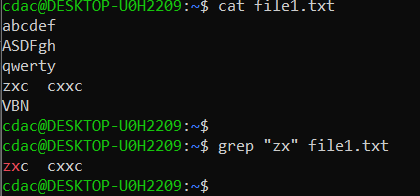 cdac@DESKTOP-U0H2209:~$ cat file1.txt
abcdef
ASDFgh
qwerty
zxc  cxxc
VBN
cdac@DESKTOP-U0H2209:~$
cdac@DESKTOP-U0H2209:~$ grep "zx" file1.txt
zxc  cxxc
cdac@DESKTOP-U0H2209:~$